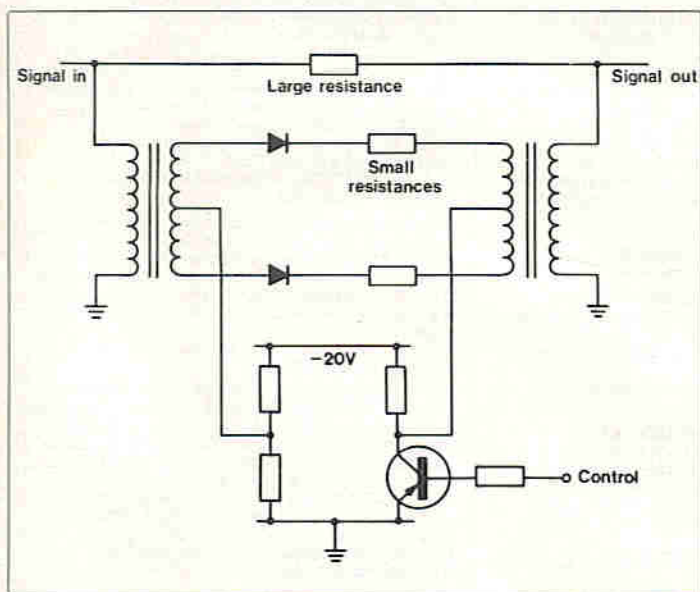 Signal in
Large resistance
Signal out
Small
resistances
−20V
Control